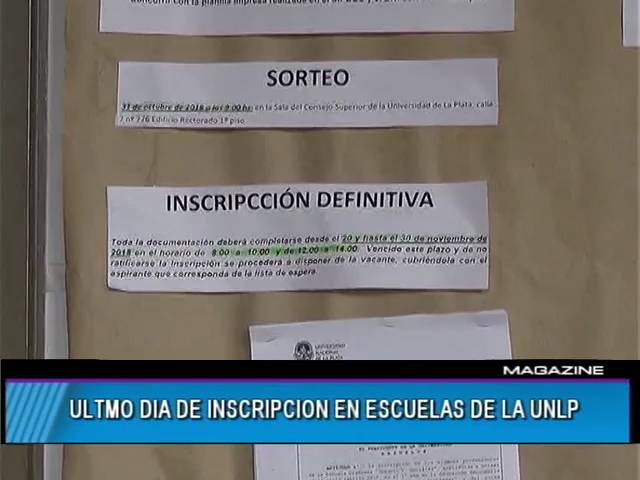 SORTEO
31 de octubre de 2018 a las 9:00 hs. en la Sala del Consejo Superior de la Universidad de La Plata, calle
7 nº 776 Edificio Rectorado 1º piso
INSCRIPCCIÓN DEFINITIVA
Toda la documentación deberá completarse desde el 20 y hasta el 30 de noviembre de
2018 en el horario de 8.00 a 10.00 y de 12.00 a 14.00. Vencido este plazo y de no
ratificarse la inscripción se procederá a disponer de la vacante, cubriéndola con el
aspirante que corresponda de la lista de espera.
UNIVERSIDAD
NACIONAL
DE LA PLATA
MAGAZINE
ULTMO DIA DE INSCRIPCION EN ESCUELAS DE LA UNLP